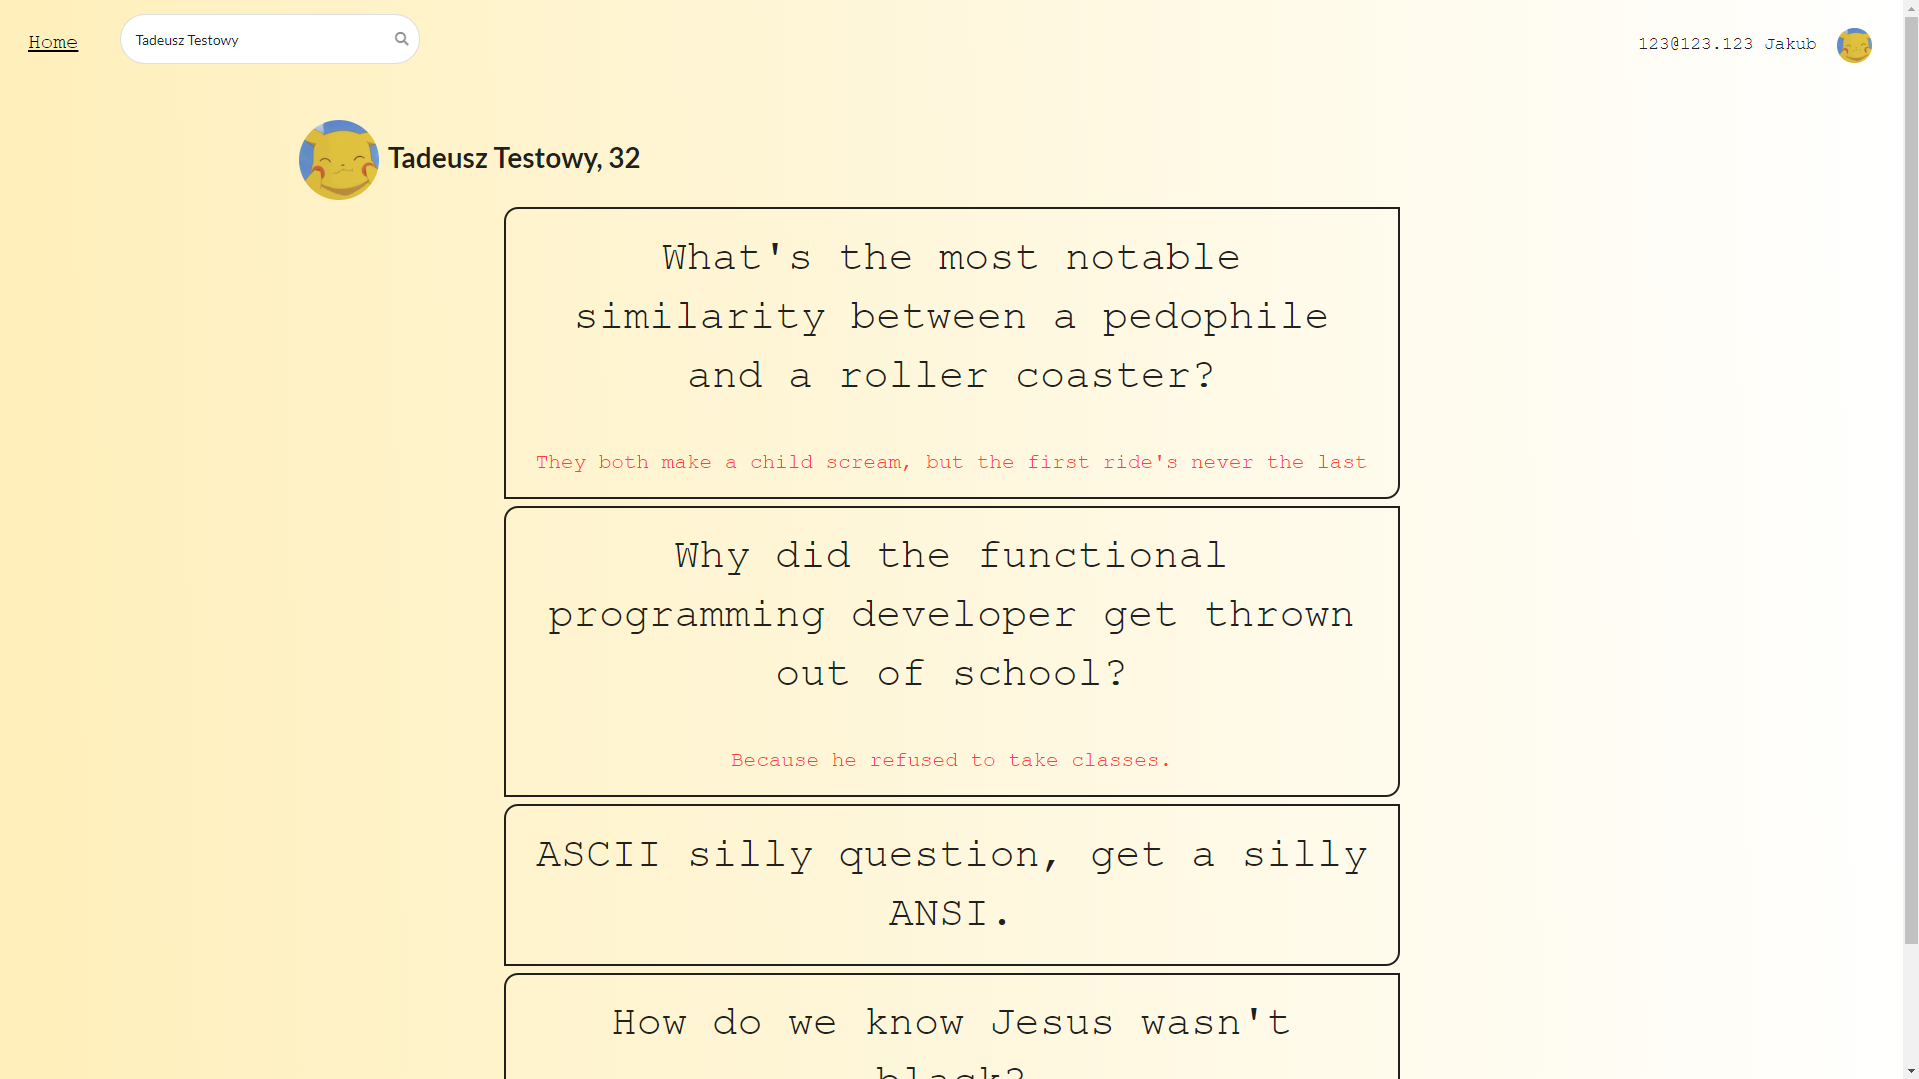 Home
Tadeusz Testowy
123@123.123 Jakub
Tadeusz Testowy, 32
What's the most notable
similarity between a pedophile
and a roller coaster?
They both make a child scream, but the first ride's never the last
Why did the functional
programming developer get thrown
out of school?
Because he refused to take classes.
ASCII silly question, get a silly
ANSI.
How do we know Jesus wasn't
black?